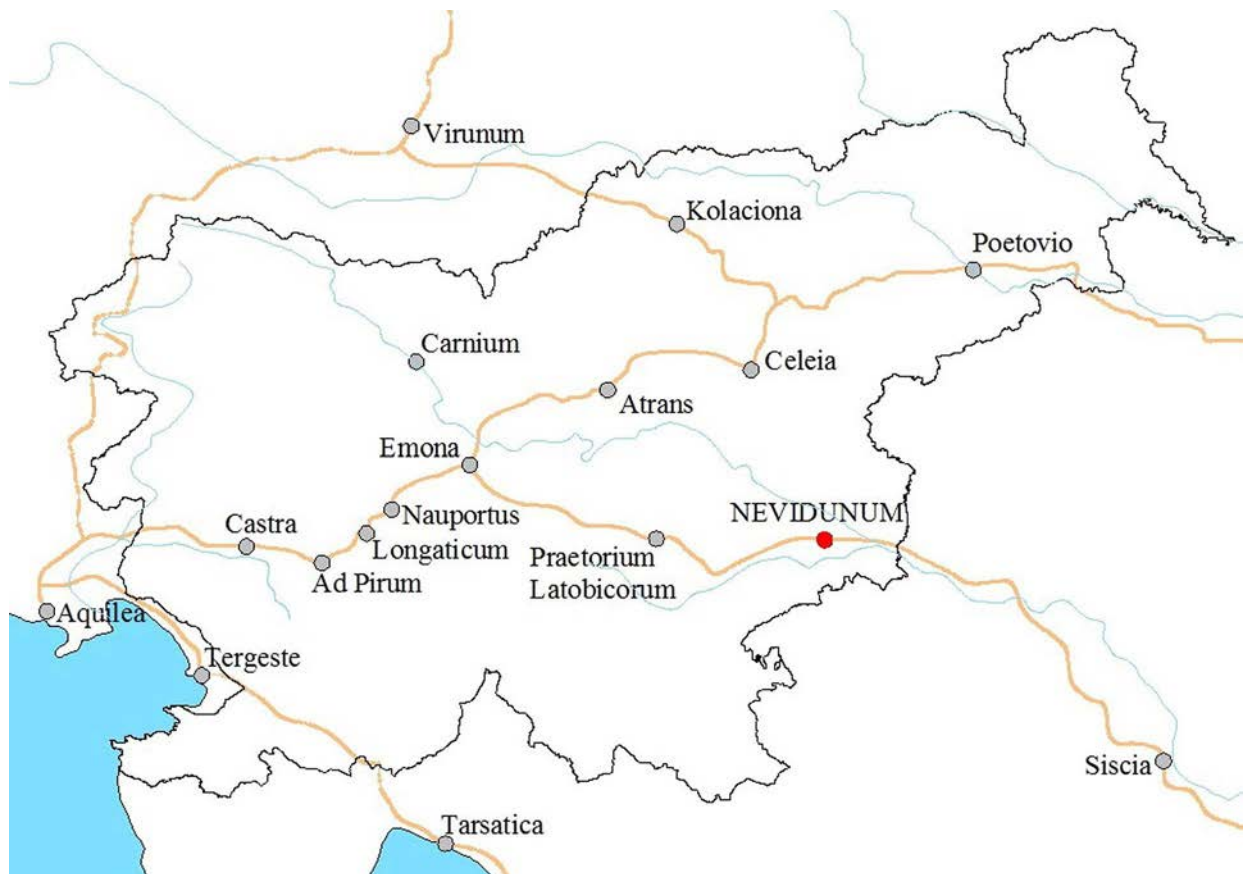 Virunum
Kolaciona
Poetovio
Carnium
Celeia
Atrans
Emona
NEVIDUNUM
Nauportus
Castra
Longaticum
Praetorium
Latobicorum
Ad Pirum
Aquilea
Tergeste
Siscia
Tarsatica